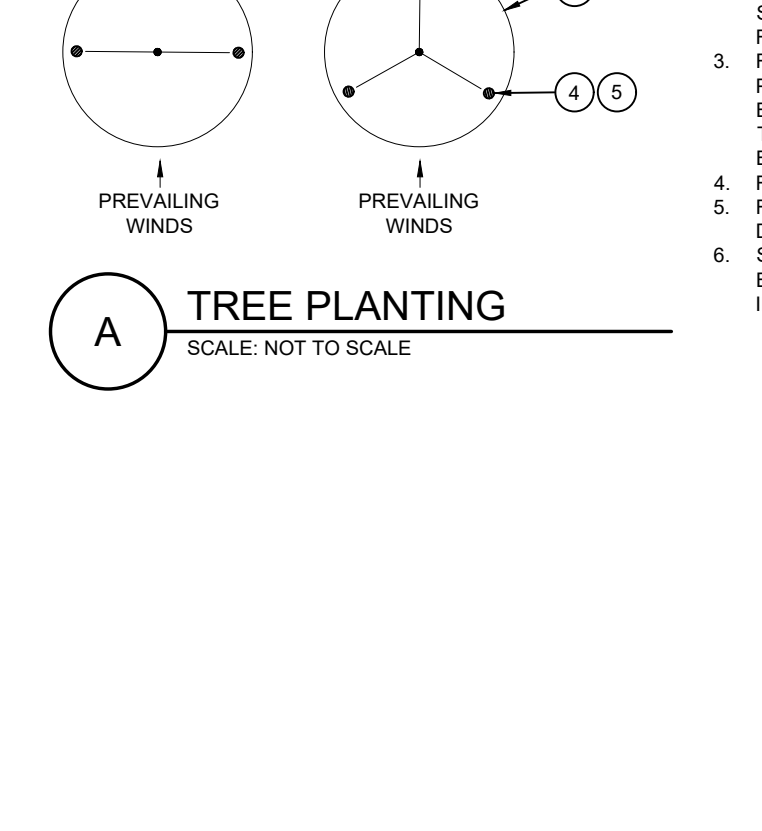 4 5
PREVAILING
WINDS
PREVAILING
WINDS
A
TREE PLANTING
SCALE: NOT TO SCALE
3.
4.
5.
6.